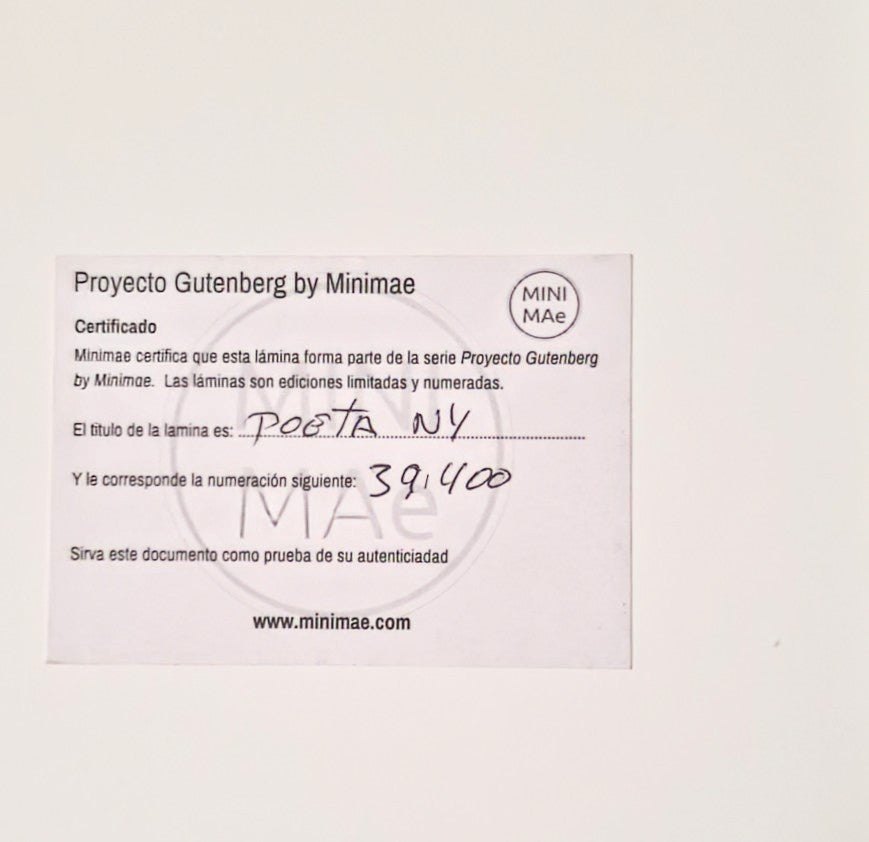 Proyecto Gutenberg by Minimae
MINI
MAe
Certificado
Minimae certifica que esta lámina forma parte de la serie Proyecto Gutenberg
by Minimae. Las láminas son ediciones limitadas y numeradas.
El titulo de la lamina es: POETA NY
Y le corresponde la numeración siguiente: 39/400
MINI
MAe
Sirva este documento como prueba de su autenticiadad
www.minimae.com